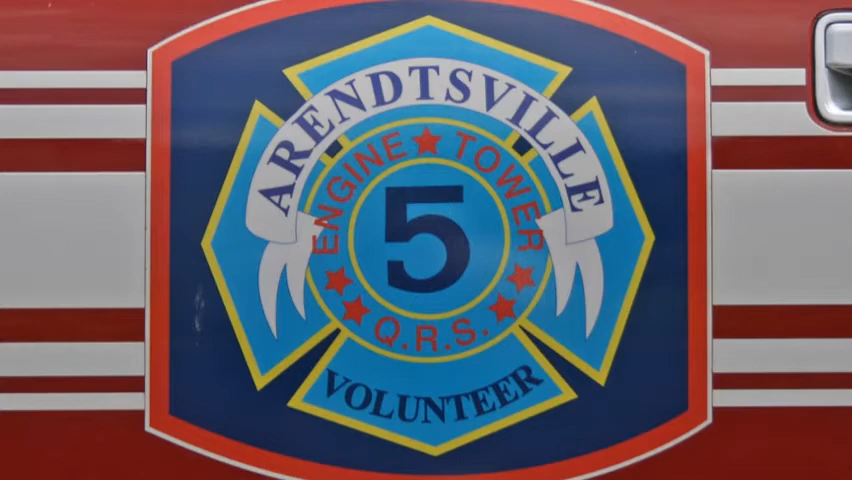 ARENDTSVILLE
ENGINE ★ TOWER
5
Q.R.S.
VOLUNTEER